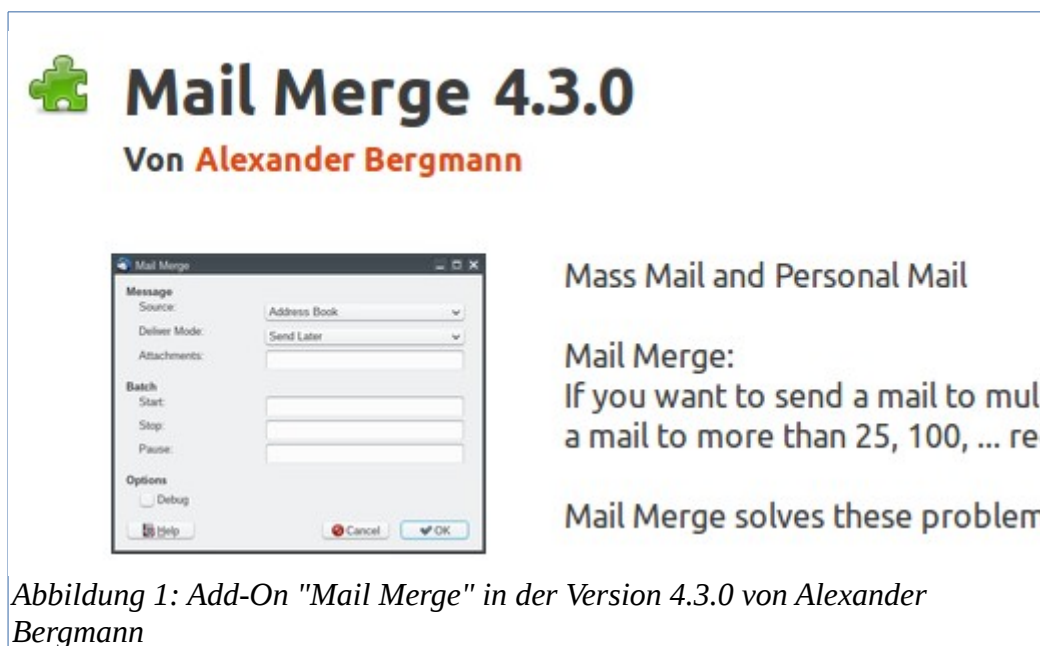 Mail Merge 4.3.0
Von Alexander Bergmann
Mail Merge
Message
Source: Address Book
Deliver Mode: Send Later
Attachments:
Batch
Start:
Stop:
Pause:
Options
Debug
Help Cancel OK
Mass Mail and Personal Mail
Mail Merge:
If you want to send a mail to
a mail to more than 25, 100, ...
Mail Merge solves these
Abbildung 1: Add-On "Mail Merge" in der Version 4.3.0 von Alexander
Bergmann